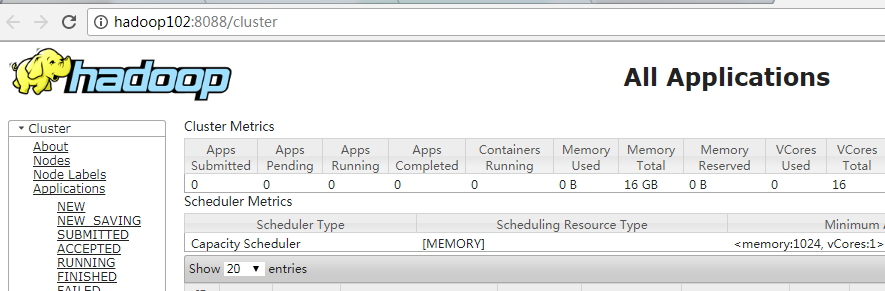 hadoop102:8088/cluster
hadoop
All Applications
Cluster
About
Nodes
Node Labels
Applications
NEW
NEW_SAVING
SUBMITTED
ACCEPTED
RUNNING
FINISHED
FAILED
Cluster Metrics
Apps Submitted Apps Pending Apps Running Apps Completed Containers Running Memory Used Memory Total Memory Reserved VCores Used VCores Total
0 0 0 0 0 0 B 16 GB 0 B 0 16
Scheduler Metrics
Scheduler Type Scheduling Resource Type Minimum
Capacity Scheduler [MEMORY] <memory:1024, vCores:1>
Show 20 entries